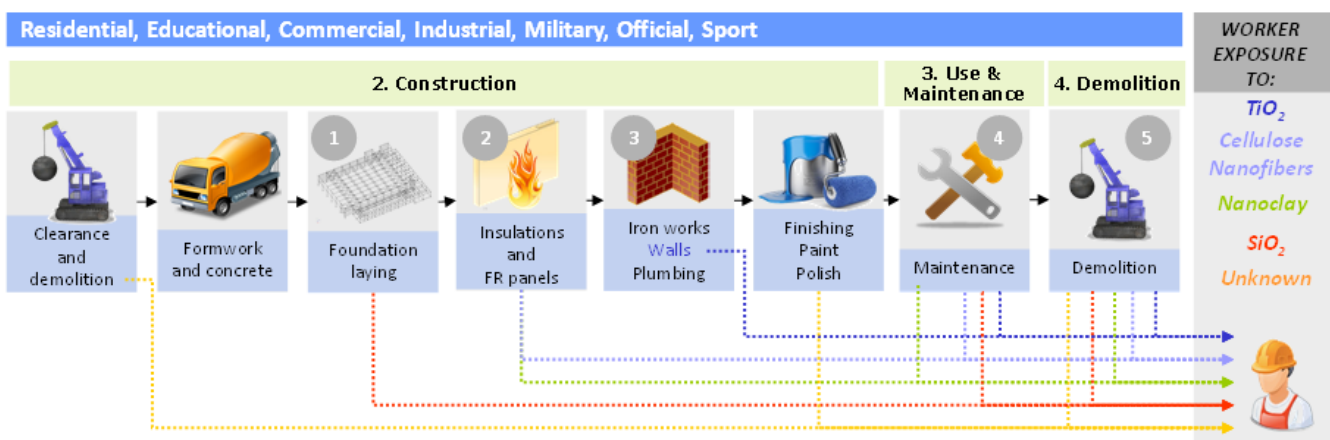 Residential, Educational, Commercial, Industrial, Military, Official, Sport
WORKER
EXPOSURE
TO:
2. Construction
3. Use &
Maintenance
4. Demolition
1
2
3
4
5
Clearance
and
demolition
Formwork
and concrete
Foundation
laying
Insulations
and
FR panels
Iron works
Walls
Plumbing
Finishing
Paint
Polish
Maintenance
Demolition
TiO₂
Cellulose
Nanofibers
Nanoclay
SiO₂
Unknown